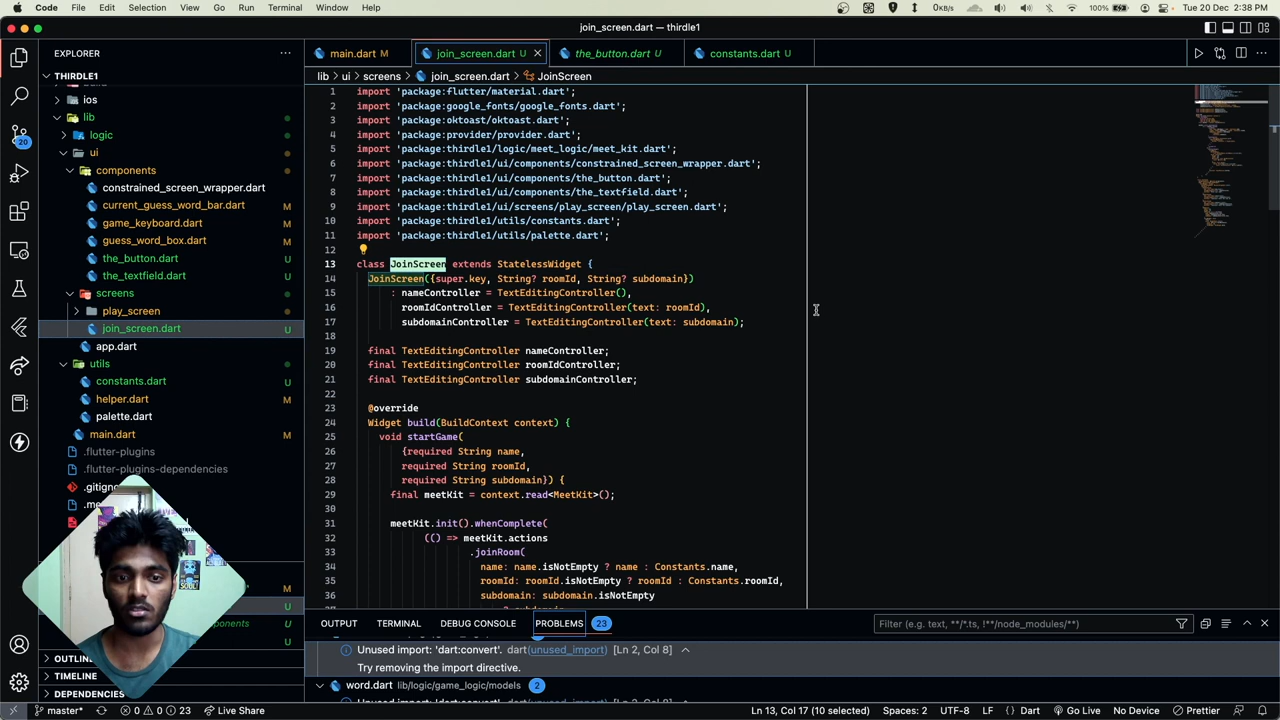 Code File Edit Selection View Go Run Terminal Window Help
0KB/s 100% Tue 20 Dec 2:38 PM
join_screen.dart — thirdle1
EXPLORER
THIRDLE1
ios
lib
logic
ui
components
constrained_screen_wrapper.dart
current_guess_word_bar.dart M
game_keyboard.dart M
guess_word_box.dart M
the_button.dart U
the_textfield.dart U
screens
play_screen
join_screen.dart U
app.dart
utils
constants.dart U
helper.dart M
palette.dart
main.dart M
.flutter-plugins
.flutter-plugins-dependencies
.gitigno
M
U
ponents U
U
OUTLIN
TIMELINE
DEPENDENCIES
20
main.dart M join_screen.dart U the_button.dart U constants.dart U
lib > ui > screens > join_screen.dart > JoinScreen
1 import 'package:flutter/material.dart';
2 import 'package:google_fonts/google_fonts.dart';
3 import 'package:oktoast/oktoast.dart';
4 import 'package:provider/provider.dart';
5 import 'package:thirdle1/logic/meet_logic/meet_kit.dart';
6 import 'package:thirdle1/ui/components/constrained_screen_wrapper.dart';
7 import 'package:thirdle1/ui/components/the_button.dart';
8 import 'package:thirdle1/ui/components/the_textfield.dart';
9 import 'package:thirdle1/ui/screens/play_screen/play_screen.dart';
10 import 'package:thirdle1/utils/constants.dart';
11 import 'package:thirdle1/utils/palette.dart';
12
13 class JoinScreen extends StatelessWidget {
14 JoinScreen({super.key, String? roomId, String? subdomain})
15 : nameController = TextEditingController(),
16 roomIdController = TextEditingController(text: roomId),
17 subdomainController = TextEditingController(text: subdomain);
18
19 final TextEditingController nameController;
20 final TextEditingController roomIdController;
21 final TextEditingController subdomainController;
22
23 @override
24 Widget build(BuildContext context) {
25 void startGame(
26 {required String name,
27 required String roomId,
28 required String subdomain}) {
29 final meetKit = context.read<MeetKit>();
30
31 meetKit.init().whenComplete(
32 (() => meetKit.actions
33 .joinRoom(
34 name: name.isNotEmpty ? name : Constants.name,
35 roomId: roomId.isNotEmpty ? roomId : Constants.roomId,
36 subdomain: subdomain.isNotEmpty
OUTPUT TERMINAL DEBUG CONSOLE PROBLEMS 23 Filter (e.g. text, **/*.ts, !**/node_modules/**)
Unused import: 'dart:convert'. dart(unused_import) [Ln 2, Col 8]
Try removing the import directive.
word.dart lib/logic/game_logic/models 2
master* 0 0 23 Live Share Ln 13, Col 17 (10 selected) Spaces: 2 UTF-8 LF {} Dart Go Live No Device Prettier